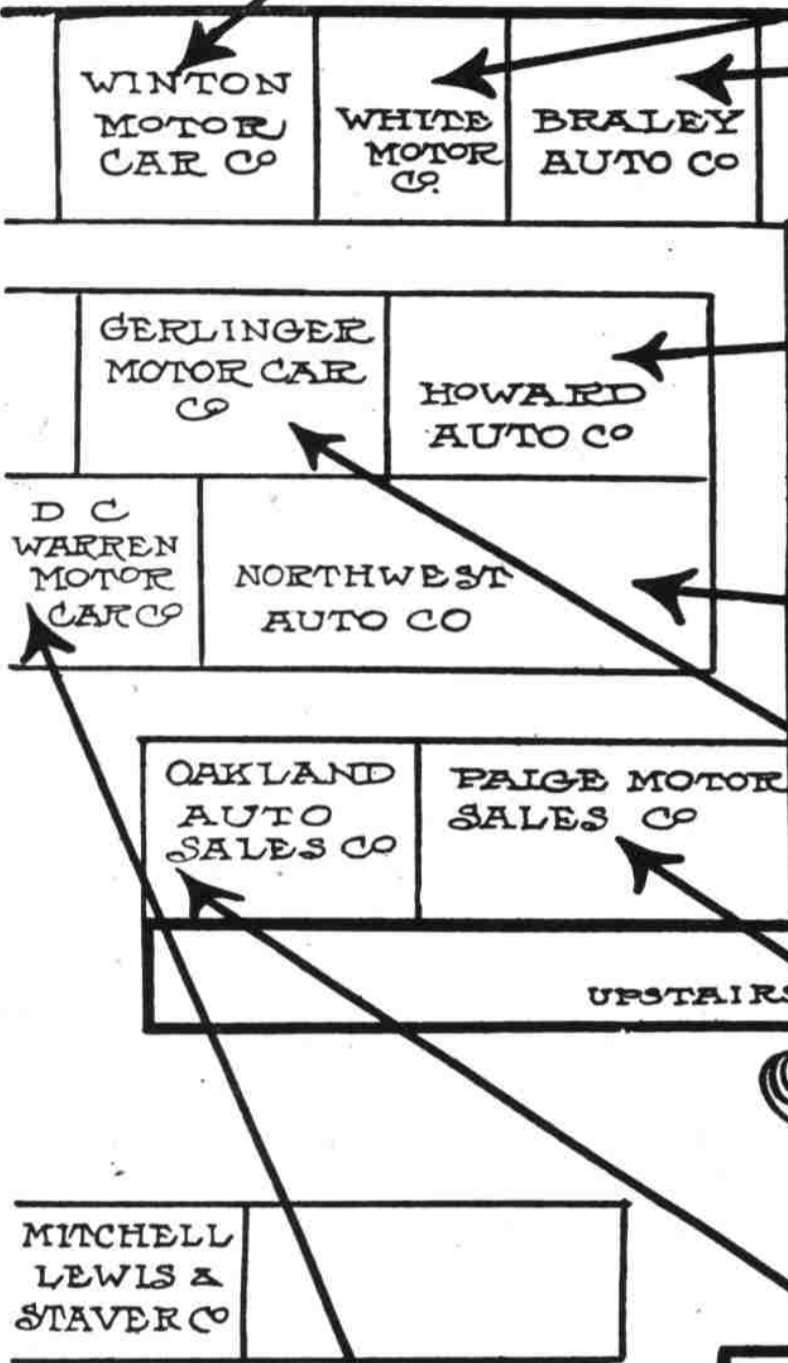 WINTON
MOTOR
CAR CO
WHITE
MOTOR
CO.
BRALEY
AUTO CO
GERLINGER
MOTOR CAR
CO
HOWARD
AUTO CO
D C
WARREN
MOTOR
CAR CO
NORTHWEST
AUTO CO
OAKLAND
AUTO
SALES CO
PAIGE MOTOR
SALES CO
UPSTAIRS
MITCHELL
LEWIS &
STAVER CO